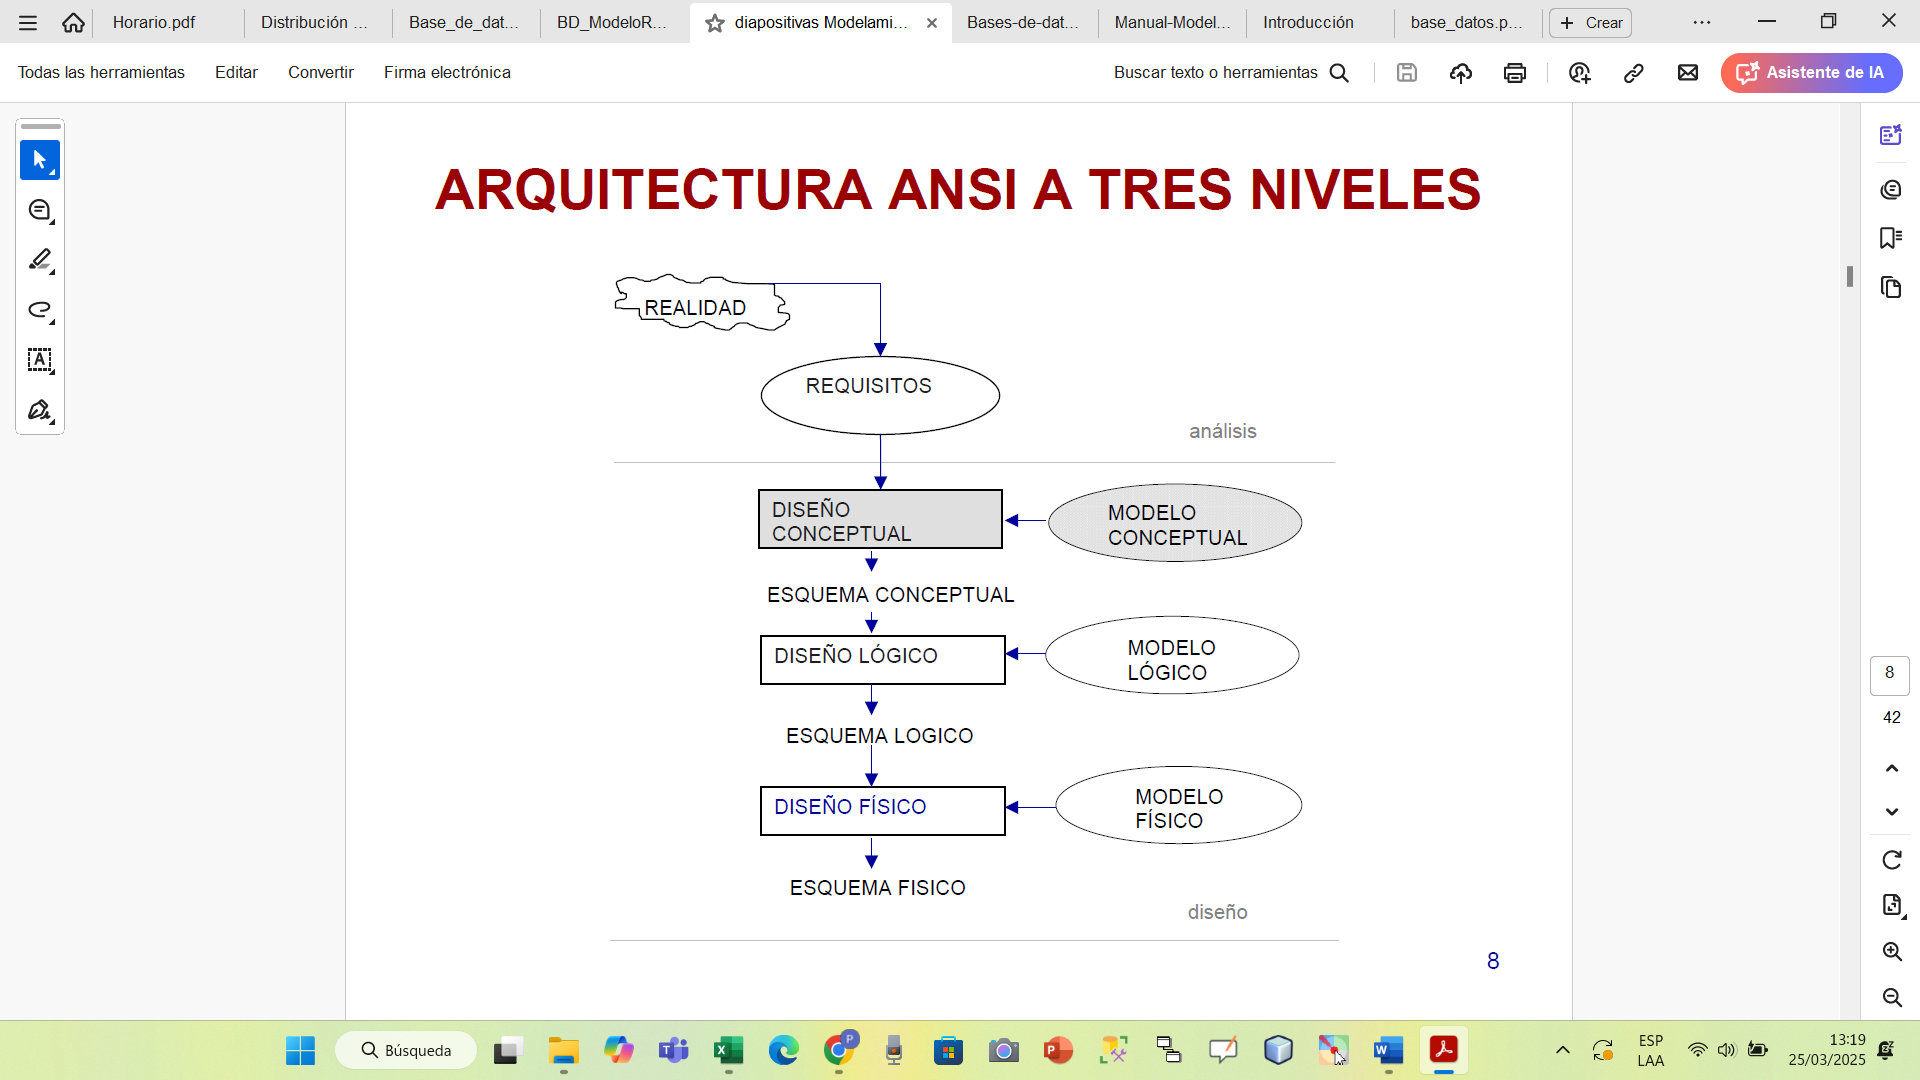 Horario.pdf
Distribución ...
Base_de_dat...
BD_ModeloR...
diapositivas Modelami...
Bases-de-dat...
Manual-Model...
Introducción
base_datos.p...
Crear
Todas las herramientas
Editar
Convertir
Firma electrónica
Buscar texto o herramientas
Asistente de IA
ARQUITECTURA ANSI A TRES NIVELES
REALIDAD
REQUISITOS
análisis
DISEÑO
CONCEPTUAL
MODELO
CONCEPTUAL
ESQUEMA CONCEPTUAL
DISEÑO LÓGICO
MODELO
LÓGICO
ESQUEMA LOGICO
DISEÑO FÍSICO
MODELO
FÍSICO
ESQUEMA FISICO
diseño
8
8
42
Búsqueda
ESP
LAA
13:19
25/03/2025